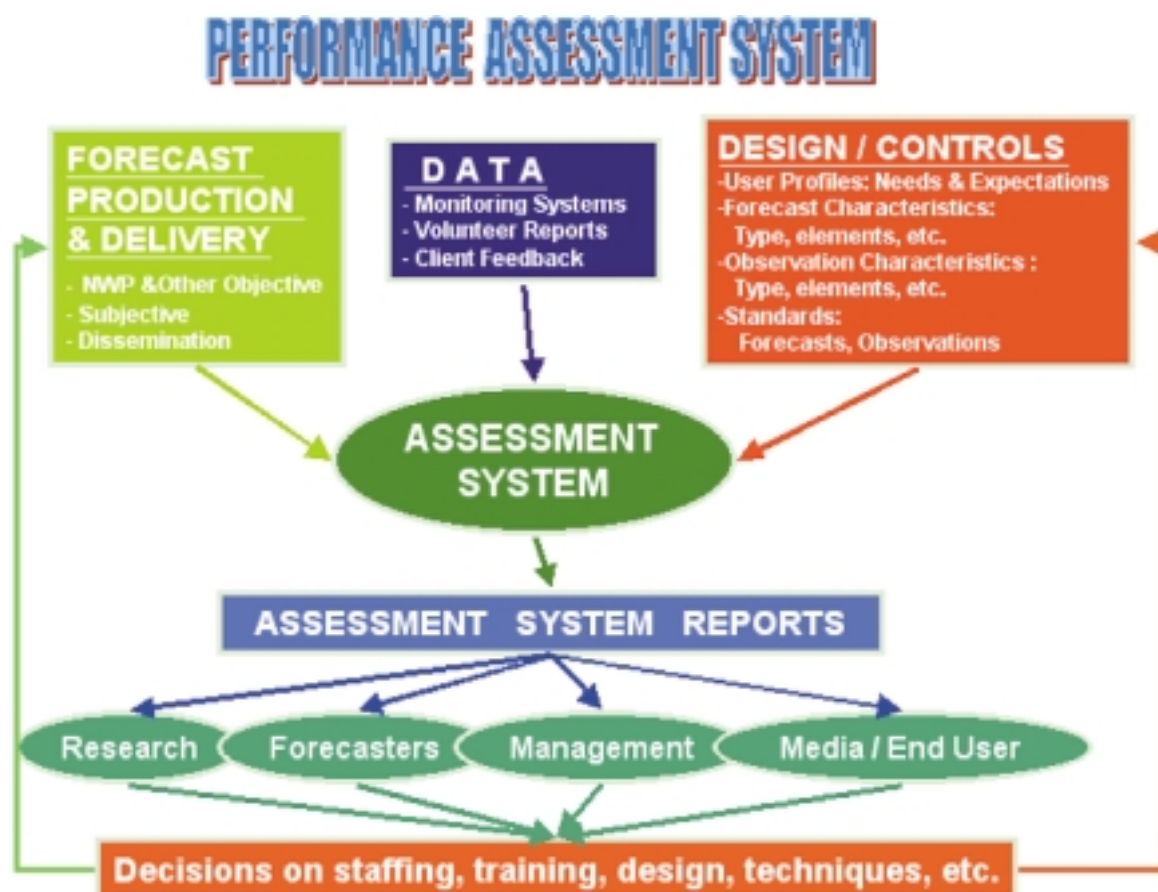 PERFORMANCE ASSESSMENT SYSTEM
FORECAST
PRODUCTION
& DELIVERY
- NWP &Other Objective
- Subjective
- Dissemination
D A T A
- Monitoring Systems
- Volunteer Reports
- Client Feedback
DESIGN / CONTROLS
-User Profiles: Needs & Expectations
-Forecast Characteristics:
Type, elements, etc.
-Observation Characteristics :
Type, elements, etc.
-Standards:
Forecasts, Observations
ASSESSMENT
SYSTEM
ASSESSMENT SYSTEM REPORTS
Research
Forecasters
Management
Media / End User
Decisions on staffing, training, design, techniques, etc.